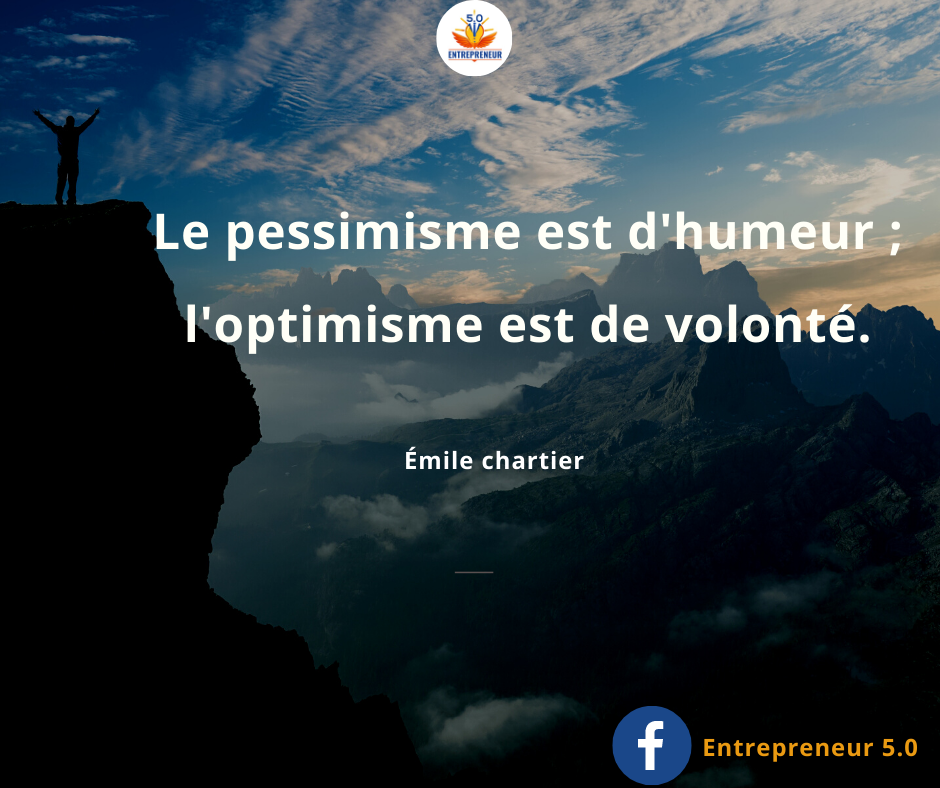 5.0
ENTREPRENEUR
Le pessimisme est d'humeur ;
l'optimisme est de volonté.
Émile chartier
Entrepreneur 5.0